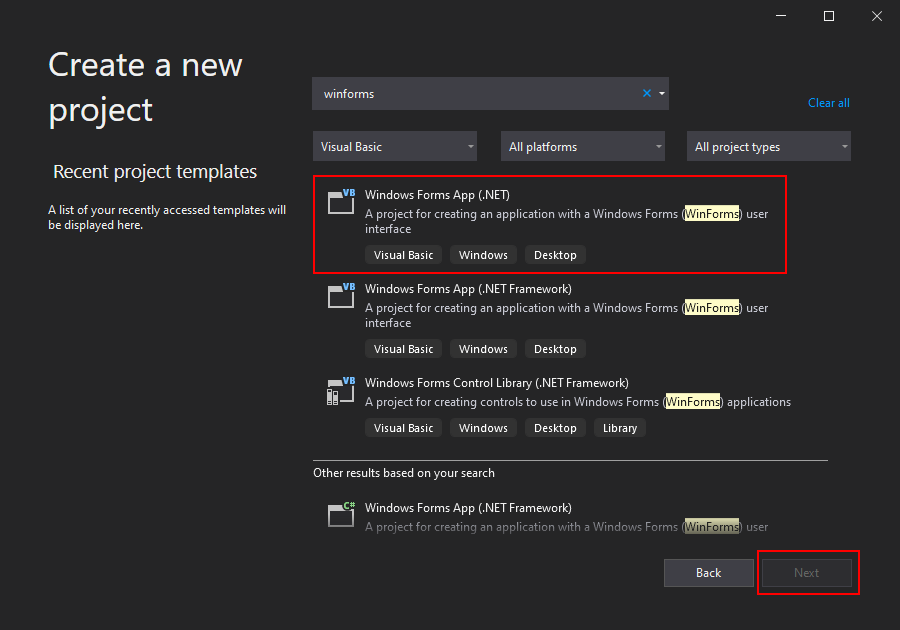 Create a new
project
Recent project templates
A list of your recently accessed templates will
be displayed here.
winforms
Clear all
Visual Basic
All platforms
All project types
VB
Windows Forms App (.NET)
A project for creating an application with a Windows Forms (WinForms) user
interface
Visual Basic
Windows
Desktop
VB
Windows Forms App (.NET Framework)
A project for creating an application with a Windows Forms (WinForms) user
interface
Visual Basic
Windows
Desktop
VB
Windows Forms Control Library (.NET Framework)
A project for creating controls to use in Windows Forms (WinForms) applications
Visual Basic
Windows
Desktop
Library
Other results based on your search
C#
Windows Forms App (.NET Framework)
A project for creating an application with a Windows Forms (WinForms) user
Back
Next